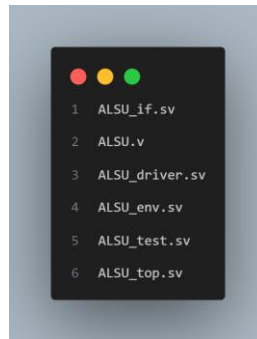 1 ALSU_if.sv
2 ALSU.v
3 ALSU_driver.sv
4 ALSU_env.sv
5 ALSU_test.sv
6 ALSU_top.sv